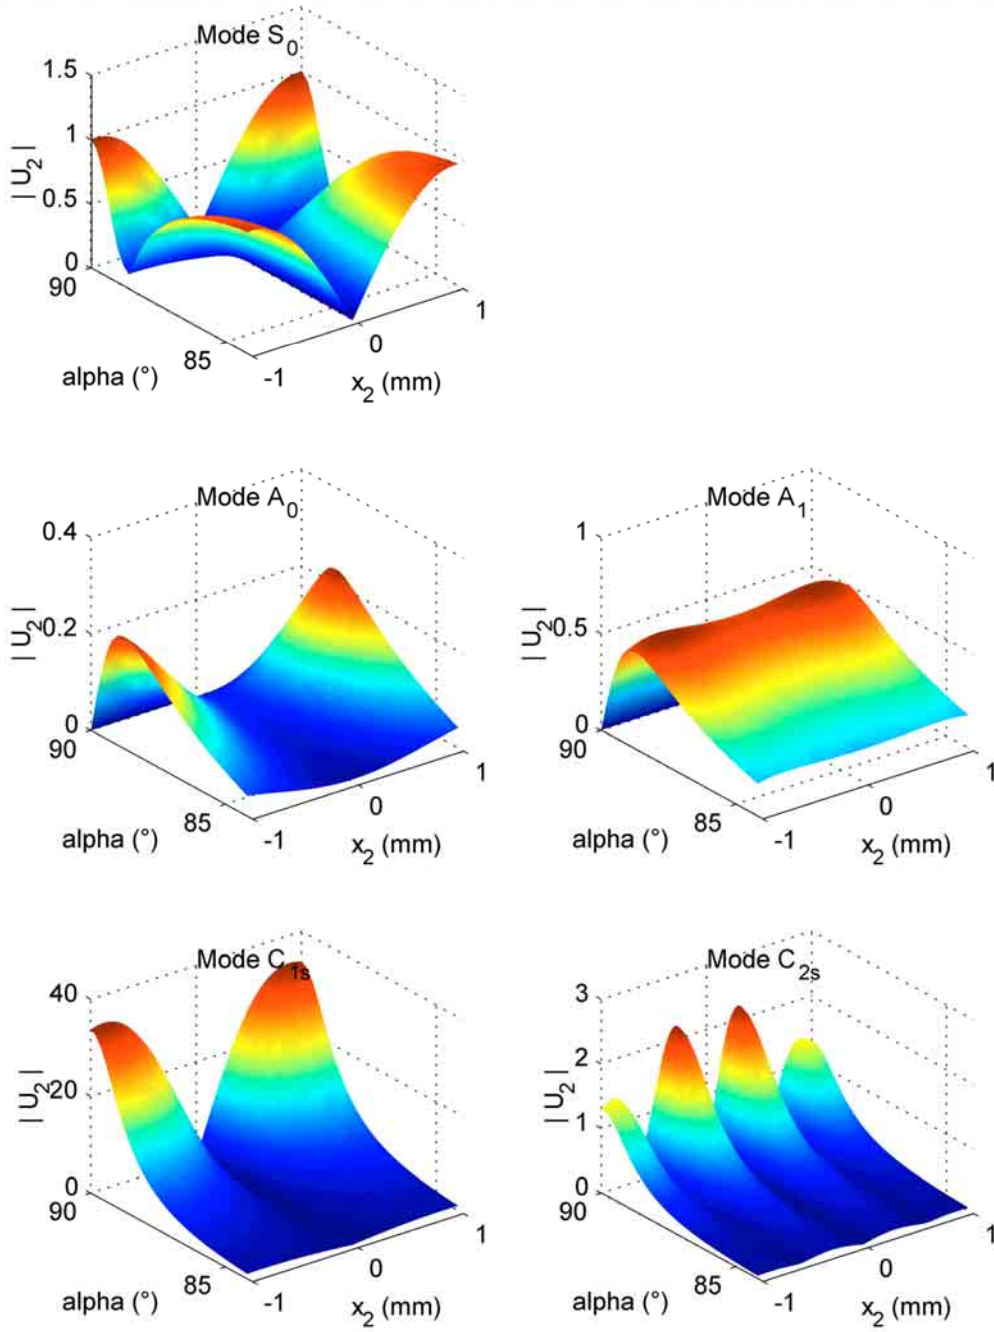 Mode S0
1.5
1
0.5
0
| U2 |
90
85
alpha (°)
-1
0
1
x2 (mm)
Mode A0
0.4
0.2
0
| U2 |
90
85
alpha (°)
-1
0
1
x2 (mm)
Mode A1
1
0.5
0
| U2 |
90
85
alpha (°)
-1
0
1
x2 (mm)
Mode C1s
40
20
0
| U2 |
90
85
alpha (°)
-1
0
1
x2 (mm)
Mode C2s
3
2
1
0
| U2 |
90
85
alpha (°)
-1
0
1
x2 (mm)